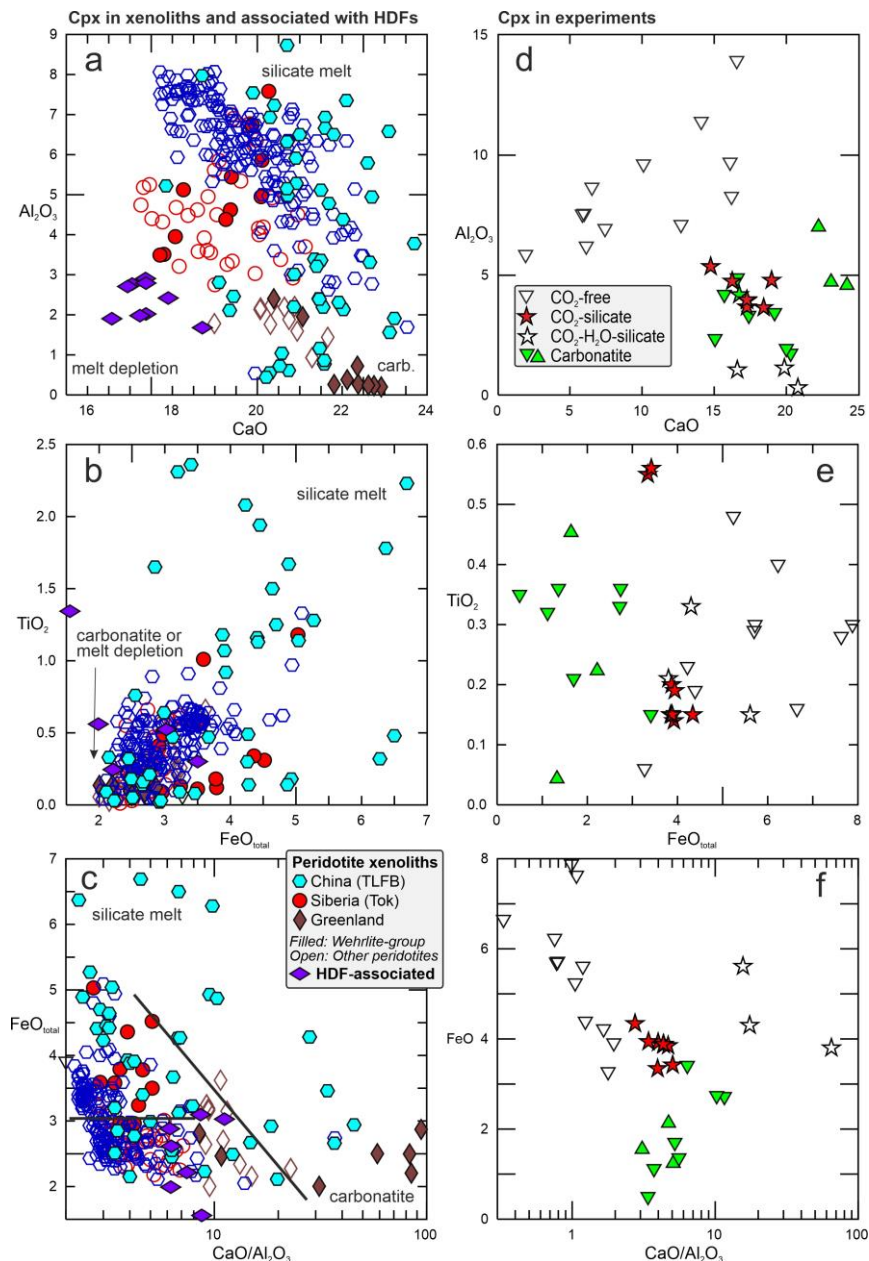 Cpx in xenoliths and associated with HDFs
a
silicate melt
melt depletion
carb.
Al₂O₃
9
8
7
6
5
4
3
2
1
0
16 18 20 22 24
CaO
b
silicate melt
carbonatite or
melt depletion
TiO₂
2.5
2.0
1.5
1.0
0.5
0.0
2 3 4 5 6 7
FeO total
c
silicate melt
Peridotite xenoliths
China (TLFB)
Siberia (Tok)
Greenland
Filled: Wehrlite-group
Open: Other peridotites
HDF-associated
carbonatite
FeO total
7
6
5
4
3
2
10 100
CaO/Al₂O₃
Cpx in experiments
d
Al₂O₃
15
10
5
0
CO₂-free
CO₂-silicate
CO₂-H₂O-silicate
Carbonatite
0 5 10 15 20 25
CaO
e
TiO₂
0.6
0.5
0.4
0.3
0.2
0.1
0.0
0 2 4 6 8
FeO total
f
FeO
8
6
4
2
0
1 10 100
CaO/Al₂O₃